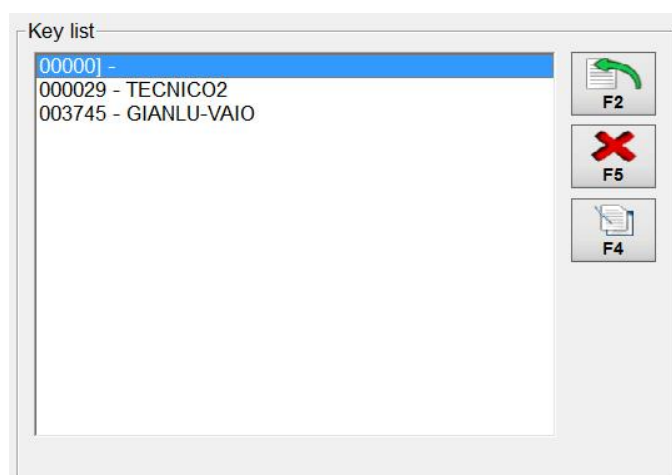 Key list
00000] -
000029 - TECNICO2
003745 - GIANLU-VAIO
F2
F5
F4